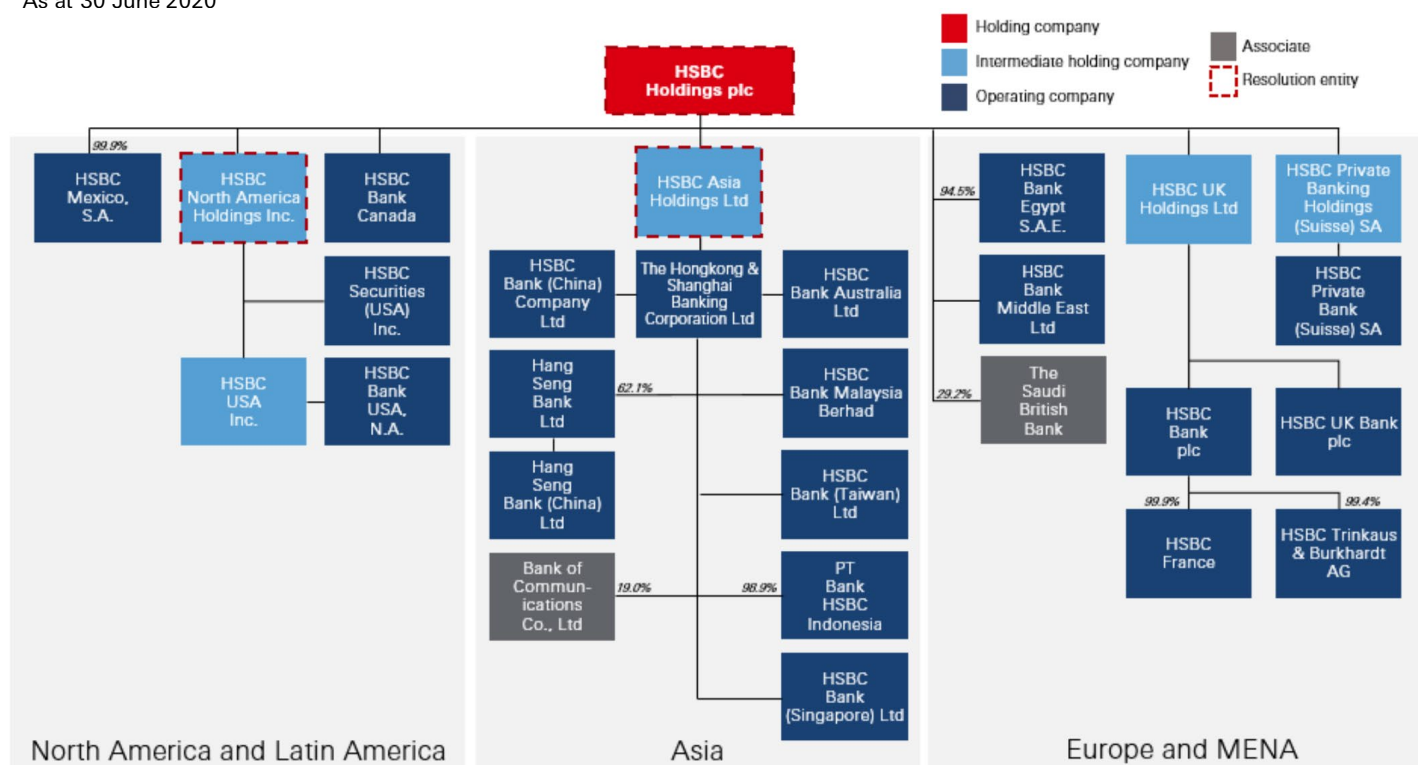 As at 30 June 2020
Holding company
Intermediate holding company
Operating company
Associate
Resolution entity
HSBC
Holdings plc
99.9%
HSBC
Mexico,
S.A.
HSBC
North America
Holdings Inc.
HSBC
Bank
Canada
HSBC
Securities
(USA)
Inc.
HSBC
USA
Inc.
HSBC
Bank
USA,
N.A.
North America and Latin America
HSBC Asia
Holdings Ltd
HSBC
Bank (China)
Company
Ltd
The Hongkong &
Shanghai
Banking
Corporation Ltd
HSBC
Bank Australia
Ltd
Hang
Seng
Bank
Ltd
62.1%
HSBC
Bank Malaysia
Berhad
Hang
Seng
Bank (China)
Ltd
HSBC
Bank (Taiwan)
Ltd
Bank of
Commun-
ications
Co., Ltd
19.0%
98.9%
PT
Bank
HSBC
Indonesia
HSBC
Bank
(Singapore) Ltd
Asia
94.5%
HSBC
Bank
Egypt
S.A.E.
HSBC UK
Holdings Ltd
HSBC Private
Banking
Holdings
(Suisse) SA
HSBC
Bank
Middle East
Ltd
HSBC
Private
Bank
(Suisse) SA
29.2%
The
Saudi
British
Bank
HSBC
Bank
plc
HSBC UK Bank
plc
99.9%
99.4%
HSBC
France
HSBC Trinkaus
& Burkhardt
AG
Europe and MENA